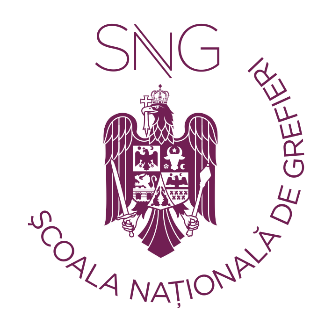 SNG
ȘCOALA NAȚIONALĂ DE GREFIERI